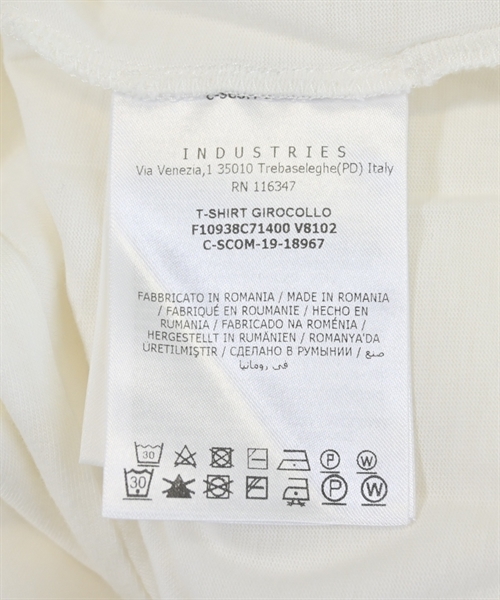 INDUSTRIES
Via Venezia,1 35010 Trebaseleghe(PD) Italy
RN 116347
T-SHIRT GIROCOLLO
F10938C71400 V8102
C-SCOM-19-18967
FABBRICATO IN ROMANIA / MADE IN ROMANIA
/ FABRIQUÉ EN ROUMANIE / HECHO EN
RUMANIA / FABRICADO NA ROMÉNIA /
HERGESTELLT IN RUMÄNIEN / ROMANYA'DA
ÜRETILMIŞTIR / СДЕЛАНО В РУМЫНИИ / صنع
في رومانيا
30 P W
30 P W